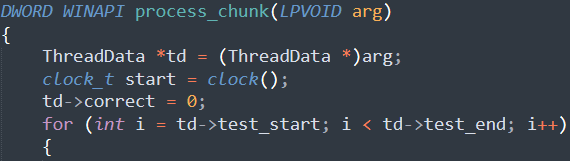 DWORD WINAPI process_chunk(LPVOID arg)
{
    ThreadData *td = (ThreadData *)arg;
    clock_t start = clock();
    td->correct = 0;
    for (int i = td->test_start; i < td->test_end; i++)
    {